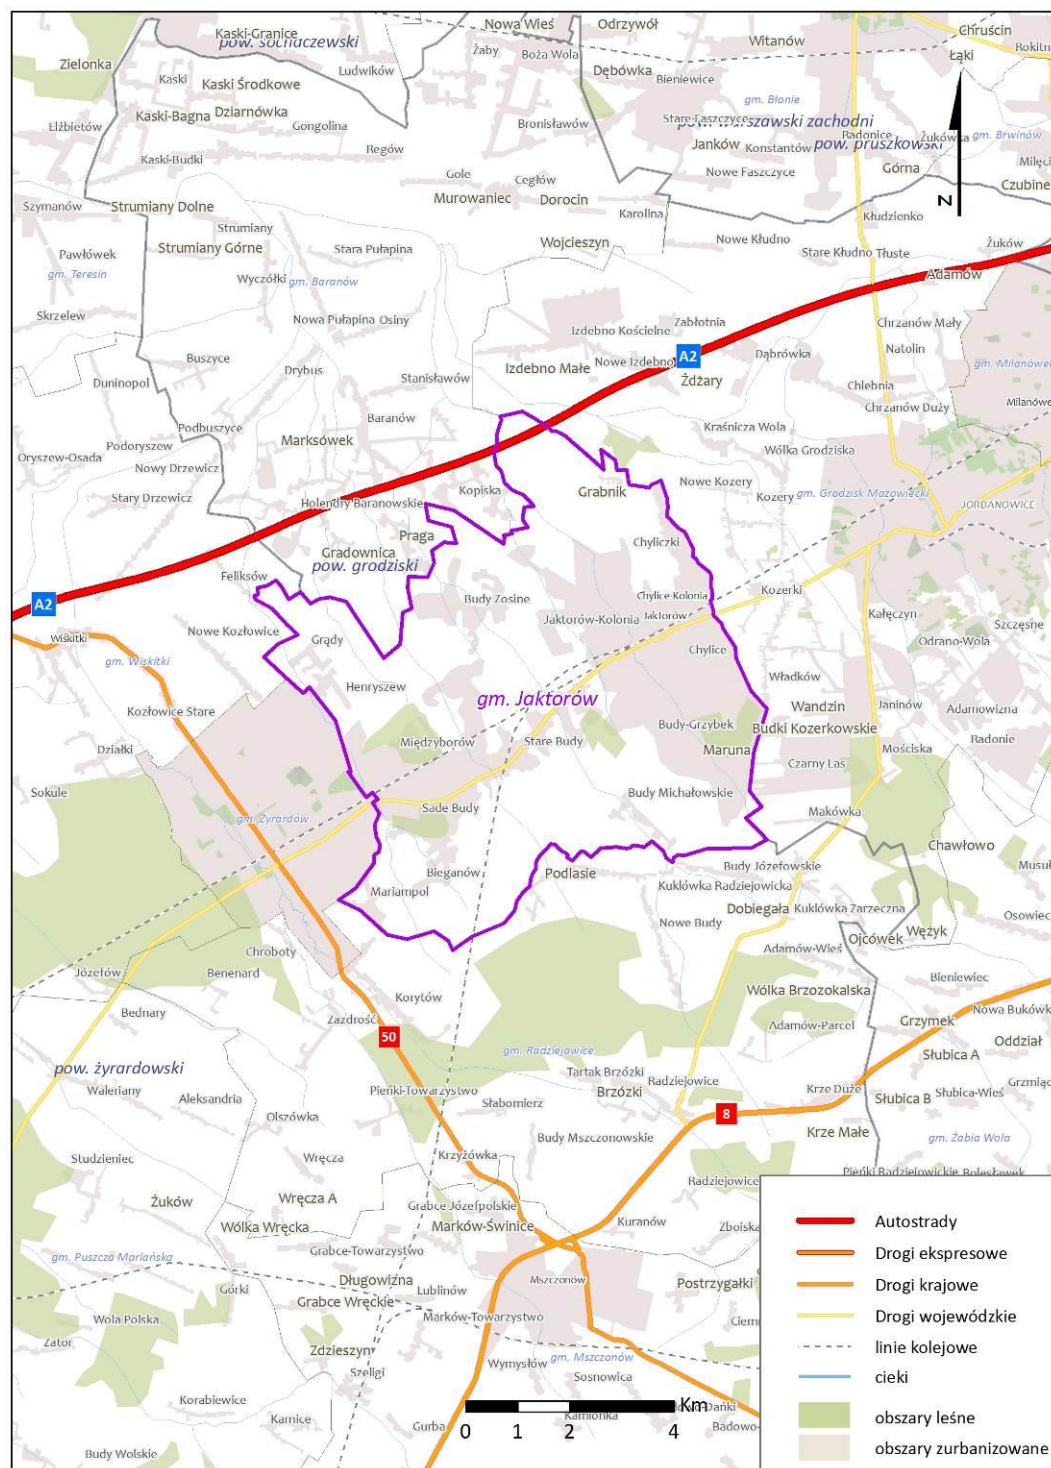 Kaski-Granice
pow. sochaczewski
Nowa Wieś
Odrzywół
Chruścin
Zielonka
Ludwików
Żaby
Boża Wola
Witanów
Łąki
Kaski
Kaski Środkowe
Dębówka
Bieniewice
Kaski-Bagna
Dziarnówka
gm. Błonie
Elżbietów
Gongolina
Bronisławów
Stare Faszczyce
pow. warszawski zachodni
Kaski-Budki
Regów
Janków
Konstantów
Radonice
Żukówka
gm. Brwinów
pow. pruszkowski
Gole
Cegłów
Nowe Faszczyce
Górna
Szymanów
Strumiany Dolne
Murowaniec
Dorocin
Karolina
Kłudzienko
N
Strumiany
Pawłówek
Strumiany Górne
Stara Pułapina
Wojcieszyn
Nowe Kłudno
Stare Kłudno
Tłuste
Żuków
gm. Teresin
Wyczółki
gm. Baranów
Adamów
Skrzelew
Nowa Pułapina
Osiny
Izdebno Kościelne
Zabłotnia
Chrzanów Mały
Buszyce
Drybus
Izdebno Małe
Nowe Izdebno
A2
Dąbrówka
Natolin
Duninopol
Stanisławów
Żdżary
Chlebnia
gm. Milanówek
Podbuszyce
Baranów
Chrzanów Duży
Podoryszew
Marksówek
Kraśnicza Wola
Oryszew-Osada
Nowy Drzewicz
Wólka Grodziska
Stary Drzewicz
Holendry Baranowskie
Kopiska
Grabnik
Nowe Kozery
Kozery
gm. Grodzisk Mazowiecki
JORDANOWICE
Praga
Gradownica
pow. grodziski
Chyliczki
Feliksów
A2
Budy Zosine
Chylice Kolonia
Kozerki
Jaktorów-Kolonia
Jaktorów
Kałęczyn
Szczęsne
Wiskitki
Nowe Kozłowice
Grądy
Chylice
Odrano-Wola
gm. Wiskitki
Henryszew
gm. Jaktorów
Władków
Kozłowice Stare
Wandzin
Janinów
Adamowizna
Działki
Międzyborów
Stare Budy
Budy-Grzybek
Budki Kozerkowskie
Radonie
Maruna
Mościska
Sokule
Czarny Las
Budy Michałowskie
gm. Żyrardów
Sade Budy
Makówka
Chawłowo
Bieganów
Podlasie
Budy Józefowskie
Mariampol
Kuklówka Radziejowicka
Dobiegała
Kuklówka Zarzeczna
Nowe Budy
Wężyk
Ojcówek
Chroboty
Adamów-Wieś
Józefów
Benenard
Bieniewiec
Korytów
Wólka Brzozokalska
Bednary
Zazdrość
Adamów-Parcel
Grzymek
50
gm. Radziejowice
Oddział
pow. żyrardowski
Słubica A
Tartak Brzózki
Radziejowice
Waleriany
Pieńki-Towarzystwo
Brzózki
Krze Duże
Słubica-Wieś
Aleksandria
Słabomierz
Słubica B
Olszówka
8
Krze Małe
Budy Mszczonowskie
gm. Żabia Wola
Studzieniec
Wręcza
Krzyżówka
Pieńki Radziejowickie
Bolesławek
Żuków
Wręcza A
Grabce Józefpolskie
Kuranów
Zboiska
Wólka Wręcka
Marków-Świnice
gm. Puszcza Mariańska
Grabce-Towarzystwo
Mszczonów
Postrzygałki
Górki
Długowizna
Lublinów
Grabce Wręckie
Wola Polska
Marków-Towarzystwo
Zator
Zdzieszyn
Wymysłów
gm. Mszczonów
Szeligi
Sosnowica
Korabiewice
Karnice
Gurba
Kamionka
Budy Wolskie
Km
0 1 2 4
Autostrady
Drogi ekspresowe
Drogi krajowe
Drogi wojewódzkie
linie kolejowe
cieki
obszary leśne
obszary zurbanizowane